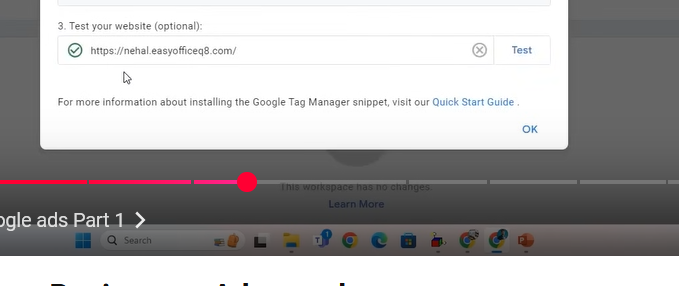 3. Test your website (optional):
https://nehal.easyofficeq8.com/
Test
For more information about installing the Google Tag Manager snippet, visit our Quick Start Guide .
OK
This workspace has no changes.
Learn More
ogle ads Part 1
Search